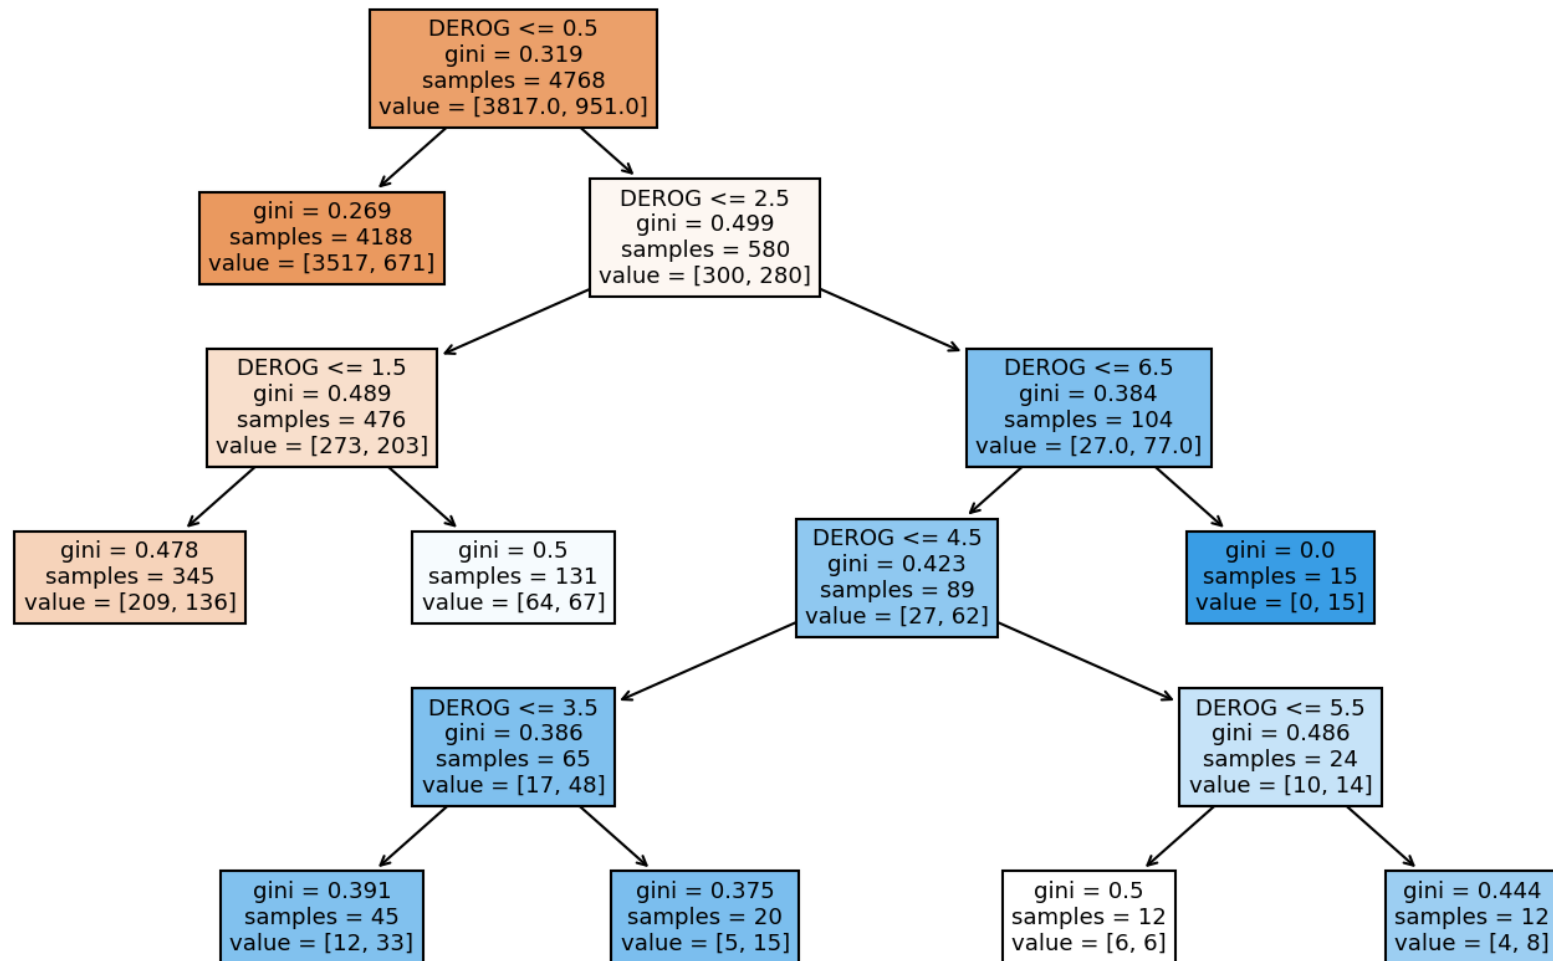 DEROG <= 0.5
gini = 0.319
samples = 4768
value = [3817.0, 951.0]
gini = 0.269
samples = 4188
value = [3517, 671]
DEROG <= 2.5
gini = 0.499
samples = 580
value = [300, 280]
DEROG <= 1.5
gini = 0.489
samples = 476
value = [273, 203]
DEROG <= 6.5
gini = 0.384
samples = 104
value = [27.0, 77.0]
gini = 0.478
samples = 345
value = [209, 136]
gini = 0.5
samples = 131
value = [64, 67]
DEROG <= 4.5
gini = 0.423
samples = 89
value = [27, 62]
gini = 0.0
samples = 15
value = [0, 15]
DEROG <= 3.5
gini = 0.386
samples = 65
value = [17, 48]
DEROG <= 5.5
gini = 0.486
samples = 24
value = [10, 14]
gini = 0.391
samples = 45
value = [12, 33]
gini = 0.375
samples = 20
value = [5, 15]
gini = 0.5
samples = 12
value = [6, 6]
gini = 0.444
samples = 12
value = [4, 8]